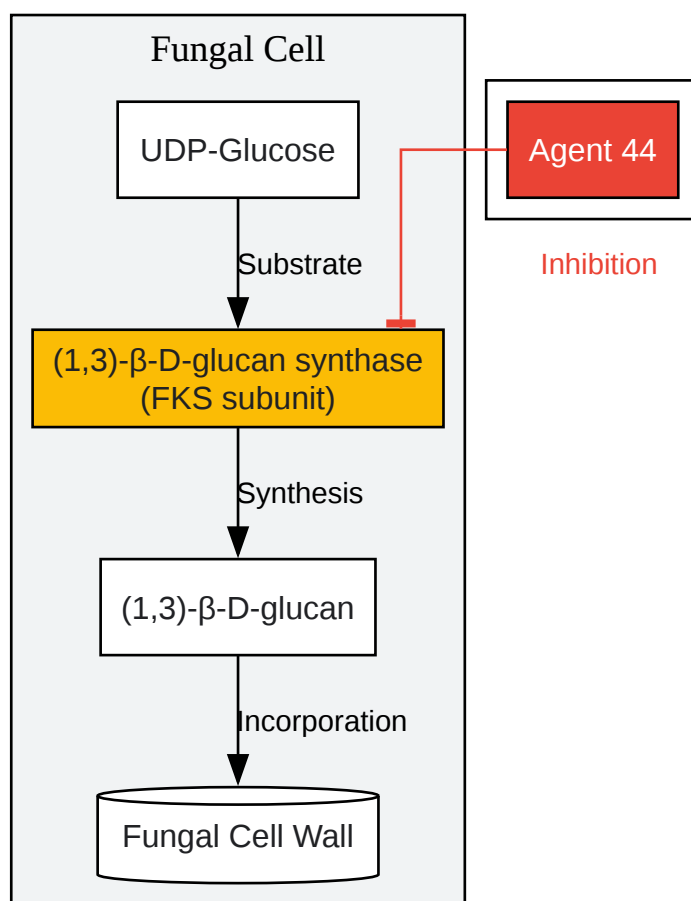 Fungal Cell
UDP-Glucose
Agent 44
Substrate
Inhibition
(1,3)-β-D-glucan synthase
(FKS subunit)
Synthesis
(1,3)-β-D-glucan
Incorporation
Fungal Cell Wall